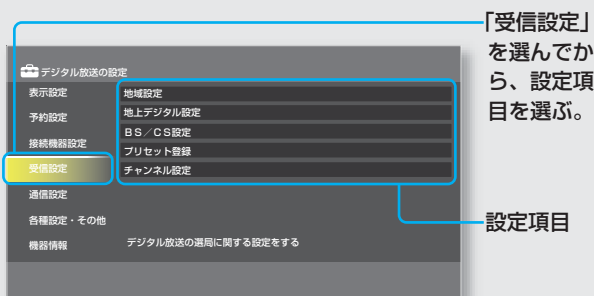 「受信設定」
を選んでか
ら、設定項
目を選ぶ。
デジタル放送の設定
表示設定
予約設定
接続機器設定
受信設定
通信設定
各種設定・その他
機器情報
地域設定
地上デジタル設定
BS/CS設定
プリセット登録
チャンネル設定
デジタル放送の選局に関する設定をする
設定項目